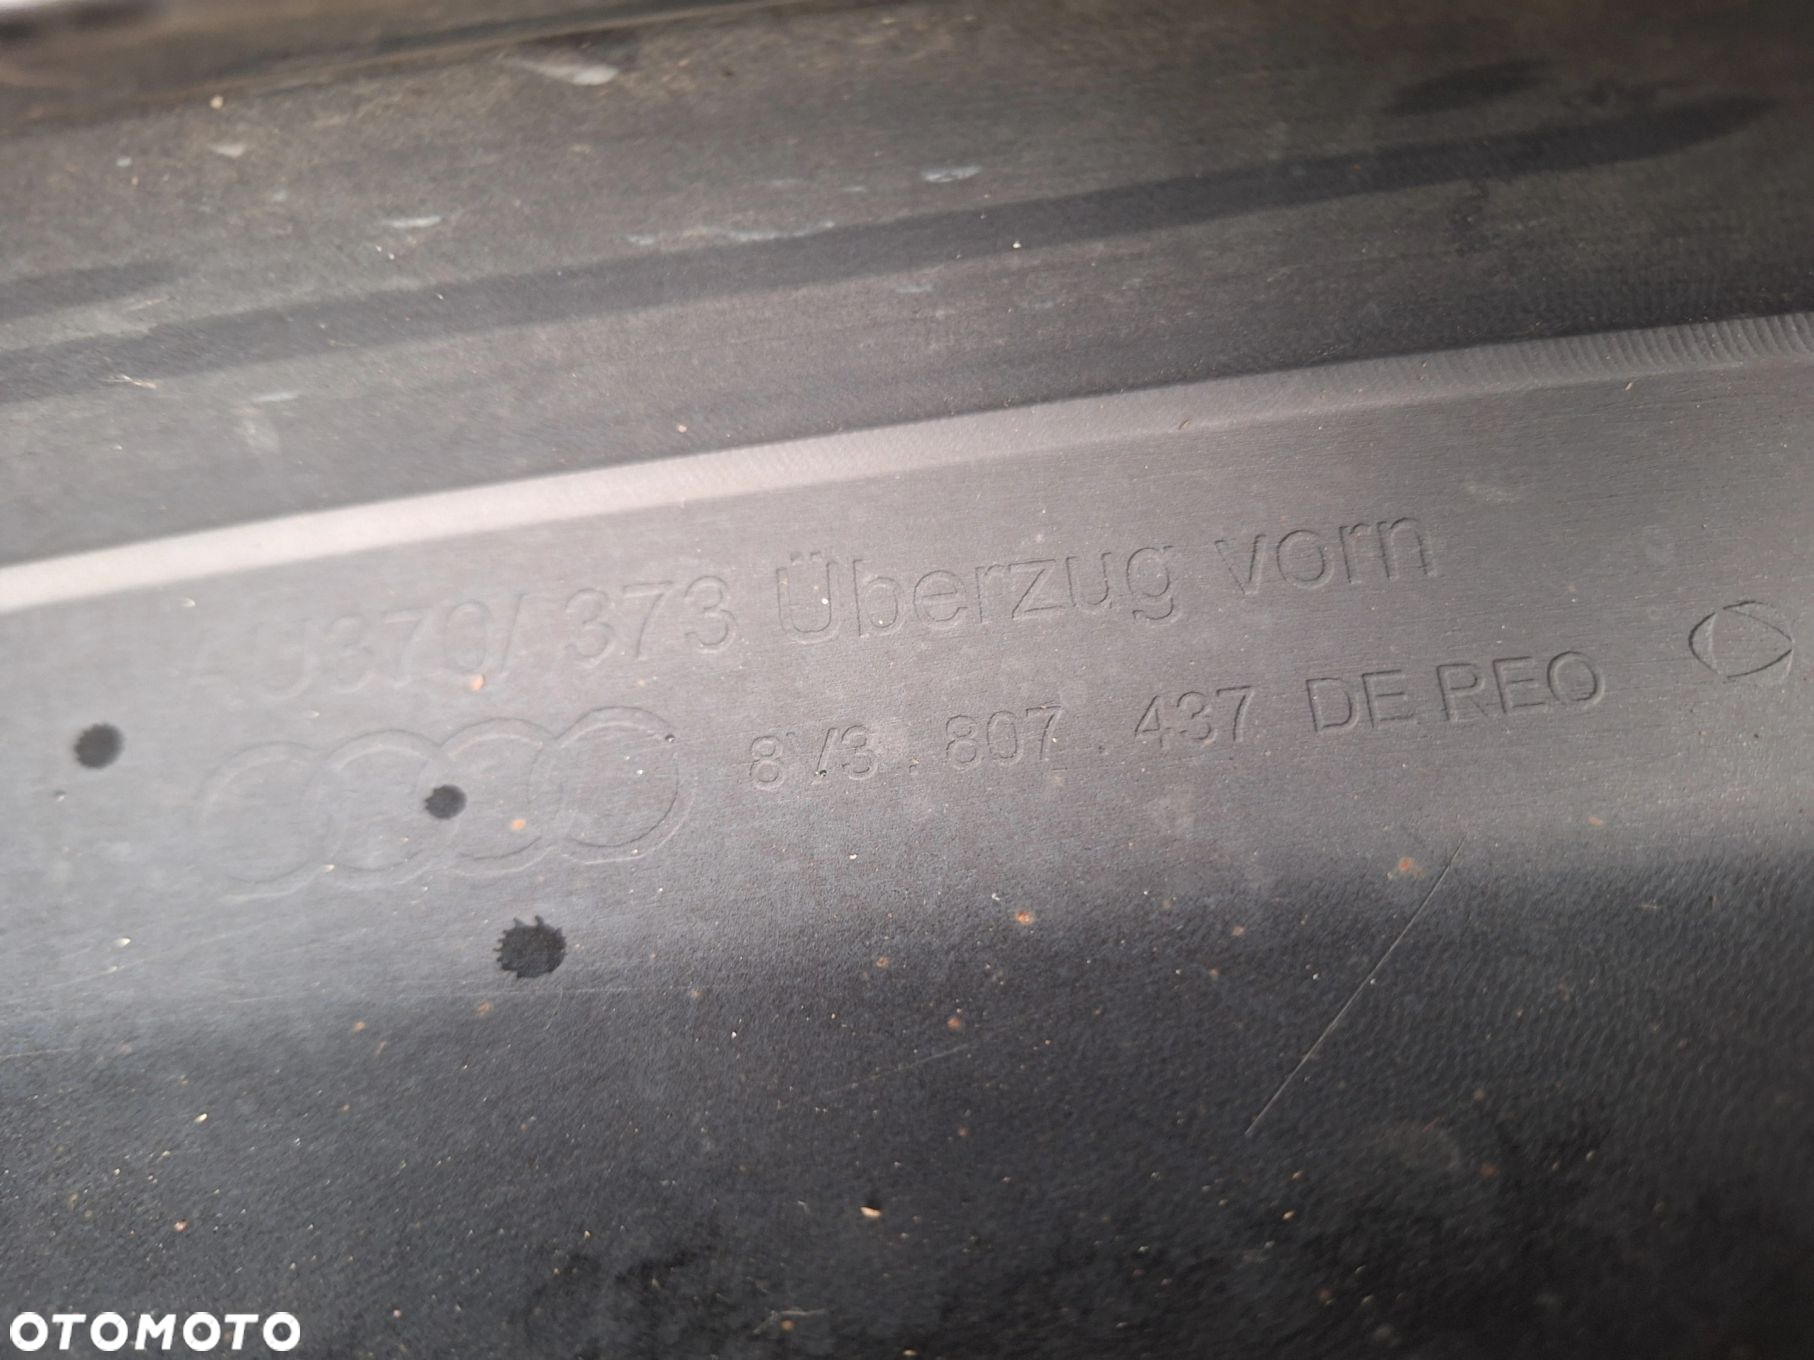 AU370/ 373 Überzug vorn
8V3 . 807 . 437 DE REO
OTOMOTO